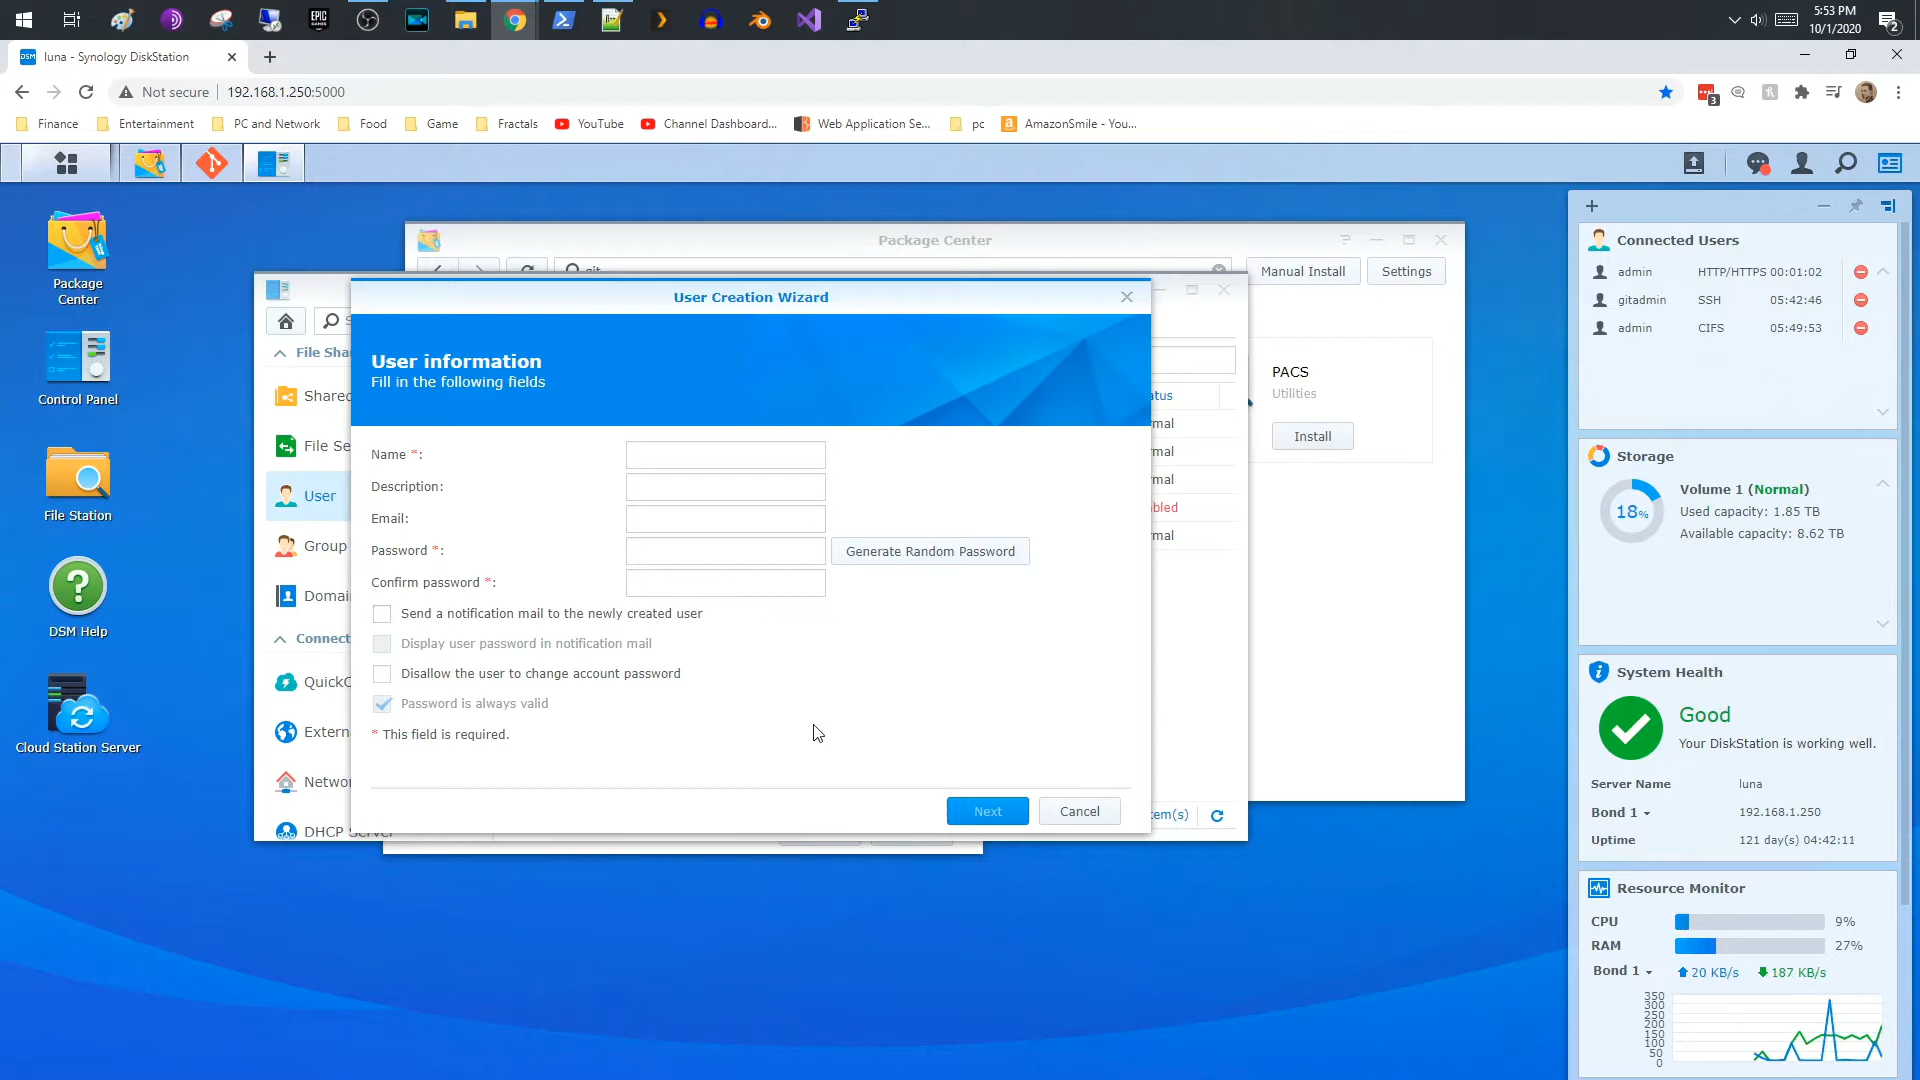 5:53 PM
10/1/2020
2
EPIC GAMES
DSM
luna - Synology DiskStation
Not secure
192.168.1.250:5000
3
Finance
Entertainment
PC and Network
Food
Game
Fractals
YouTube
Channel Dashboard...
Web Application Se...
pc
AmazonSmile - You...
Package Center
Control Panel
File Station
DSM Help
Cloud Station Server
Package Center
git
Manual Install
Settings
PACS
Utilities
Install
S
File Sha
Shared
File Se
User
Group
Domai
Connect
QuickC
Extern
Netwo
DHCP Server
atus
mal
mal
mal
bled
mal
tem(s)
User Creation Wizard
User information
Fill in the following fields
Name *:
Description:
Email:
Password *:
Generate Random Password
Confirm password *:
Send a notification mail to the newly created user
Display user password in notification mail
Disallow the user to change account password
Password is always valid
* This field is required.
Next
Cancel
Connected Users
admin HTTP/HTTPS 00:01:02
gitadmin SSH 05:42:46
admin CIFS 05:49:53
Storage
18%
Volume 1 (Normal)
Used capacity: 1.85 TB
Available capacity: 8.62 TB
System Health
Good
Your DiskStation is working well.
Server Name luna
Bond 1 192.168.1.250
Uptime 121 day(s) 04:42:11
Resource Monitor
CPU 9%
RAM 27%
Bond 1 20 KB/s 187 KB/s
350
300
250
200
150
100
50
0